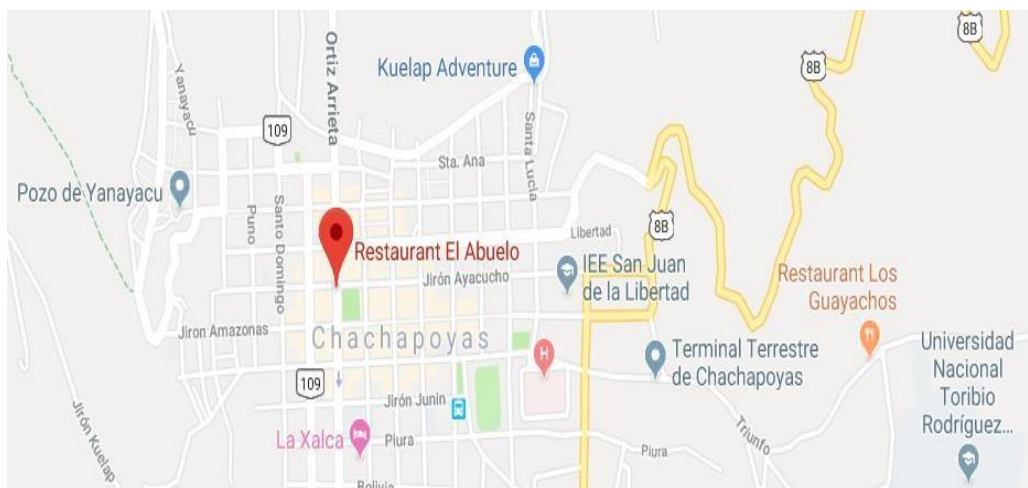 8B
8B
Yanayacu
Ortiz Arrieta
Kuelap Adventure
109
Sta. Ana
Santa Lucía
Pozo de Yanayacu
Puno
Santo Domingo
8B
Libertad
Restaurant El Abuelo
Jirón Ayacucho
IEE San Juan
de la Libertad
Restaurant Los
Guayachos
Jiron Amazonas
Chachapoyas
H
Terminal Terrestre
de Chachapoyas
Universidad
Nacional
Toribio
Rodríguez...
109
Jirón Junin
Jirón Kuelap
La Xalca
Piura
Piura
Triunfo
Bolivia